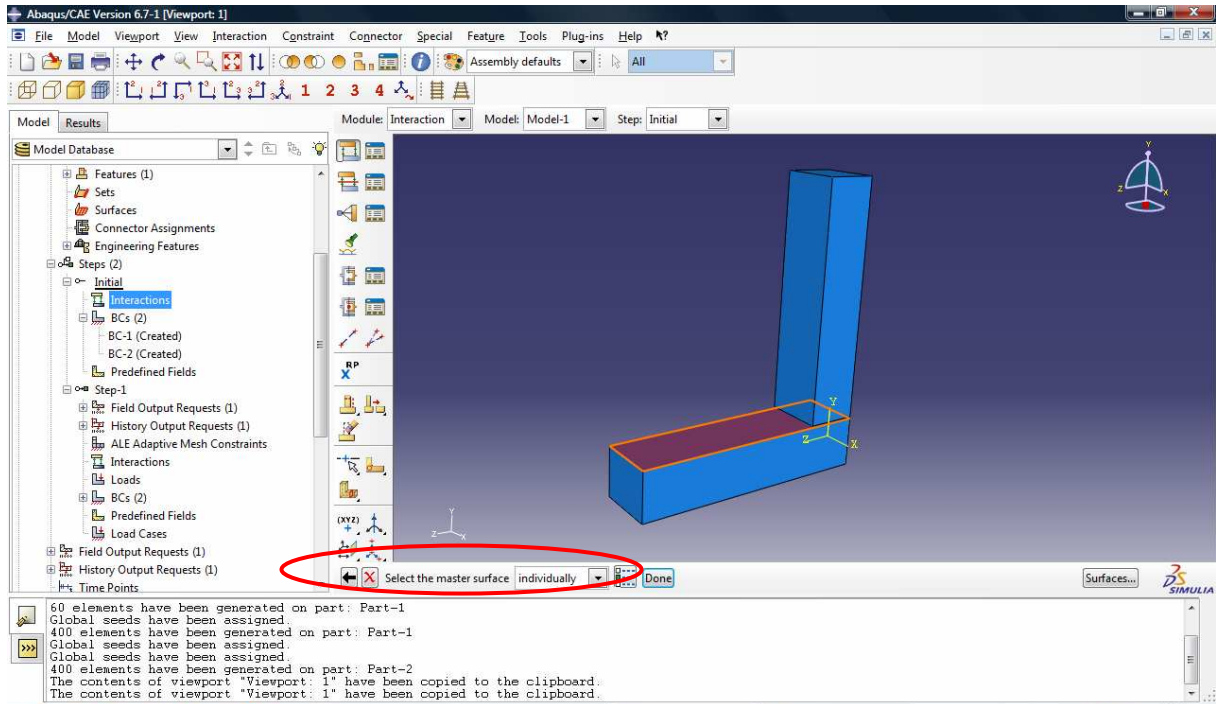 Abaqus/CAE Version 6.7-1 [Viewport: 1]
File Model Viewport View Interaction Constraint Connector Special Feature Tools Plug-ins Help
Assembly defaults All
1 2 3 4
Model Results
Module: Interaction Model: Model-1 Step: Initial
Model Database
Features (1)
Sets
Surfaces
Connector Assignments
Engineering Features
Steps (2)
Initial
Interactions
BCs (2)
BC-1 (Created)
BC-2 (Created)
Predefined Fields
Step-1
Field Output Requests (1)
History Output Requests (1)
ALE Adaptive Mesh Constraints
Interactions
Loads
BCs (2)
Predefined Fields
Load Cases
Field Output Requests (1)
History Output Requests (1)
Time Points
RP
(XYZ)
Y
Z
X
Y
Z
X
Y
Z
X
Select the master surface individually Done Surfaces...
SIMULIA
60 elements have been generated on part: Part-1
Global seeds have been assigned.
400 elements have been generated on part: Part-1
Global seeds have been assigned.
Global seeds have been assigned.
400 elements have been generated on part: Part-2
The contents of viewport "Viewport: 1" have been copied to the clipboard.
The contents of viewport "Viewport: 1" have been copied to the clipboard.